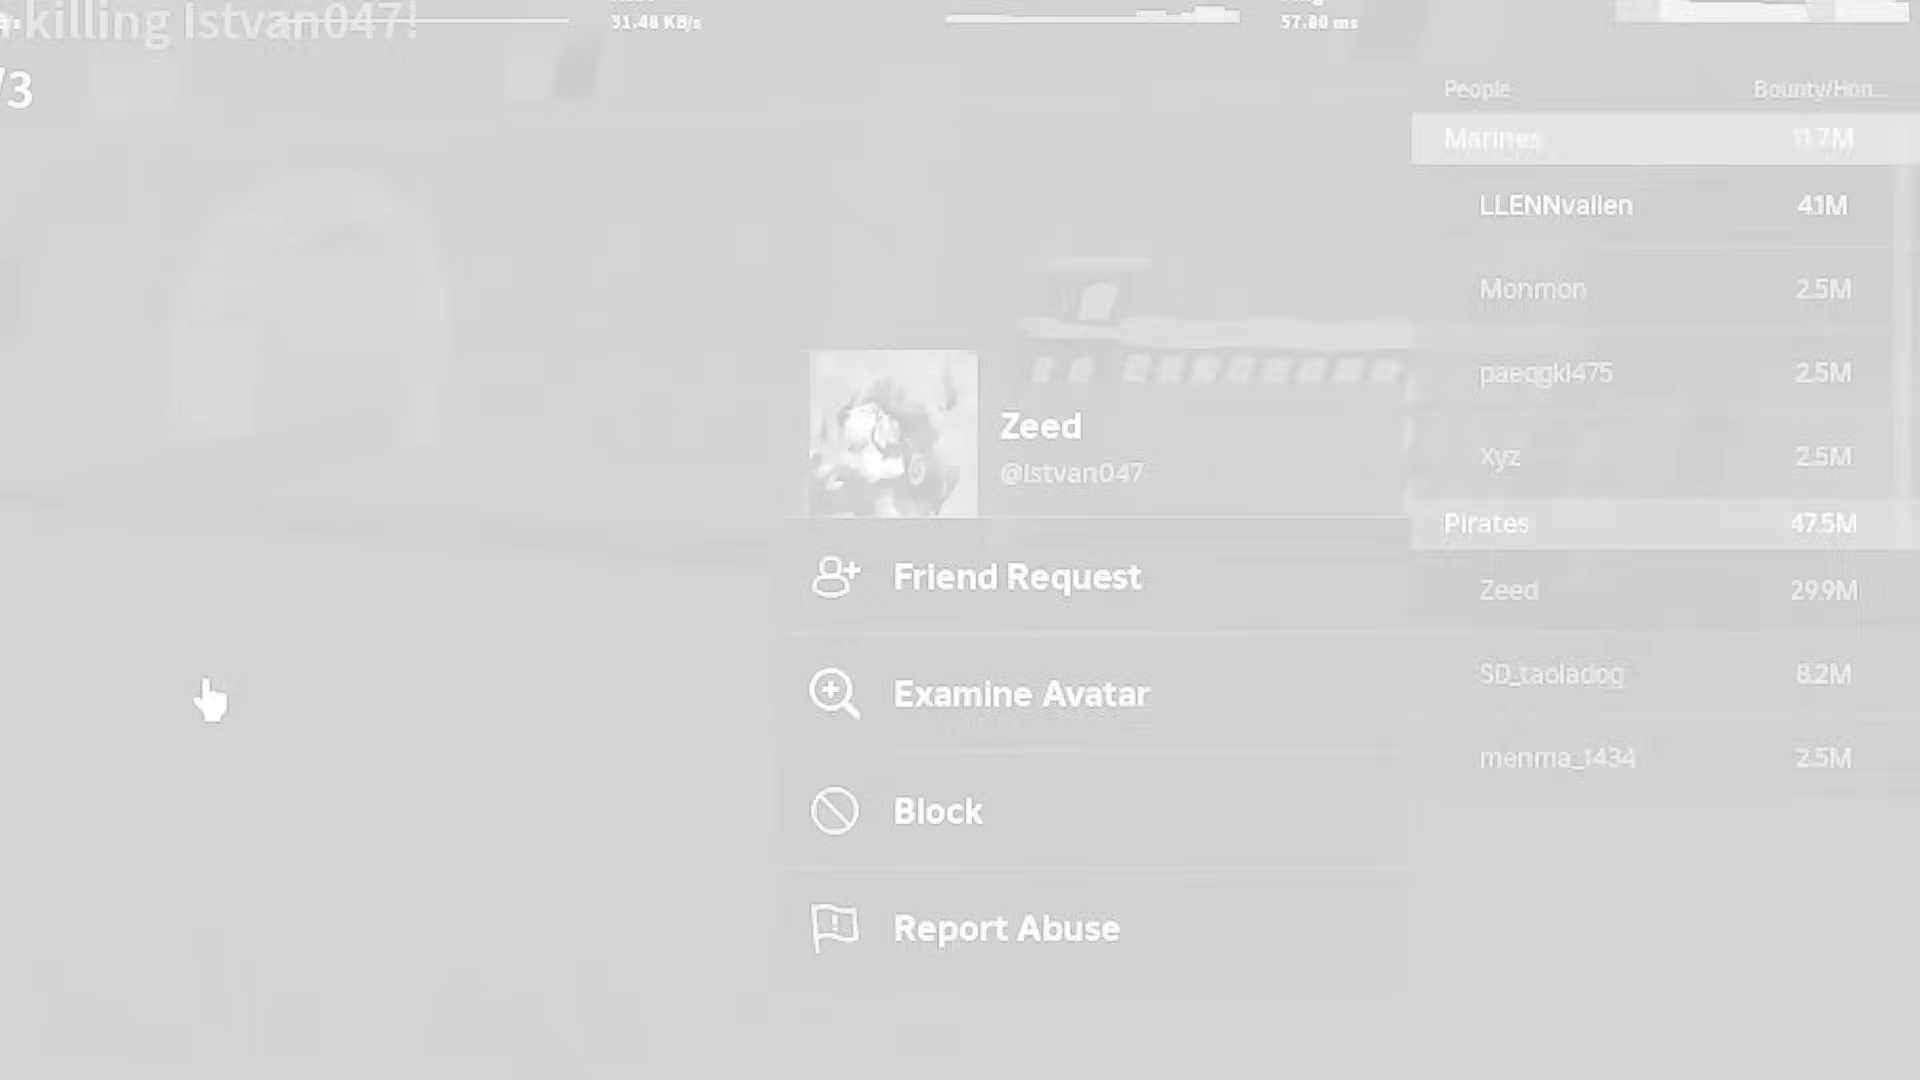 killing Istvan047!
31.48 KB/s
57.80 ms
/3
People Bounty/Hon...
Marines 11.7M
LLENNvallen 4.1M
Monmon 2.5M
paeqgkl475 2.5M
Xyz 2.5M
Zeed
@Istvan047
Pirates 47.5M
Friend Request
Zeed 29.9M
Examine Avatar
SD_taoladog 8.2M
menma_1434 2.5M
Block
Report Abuse